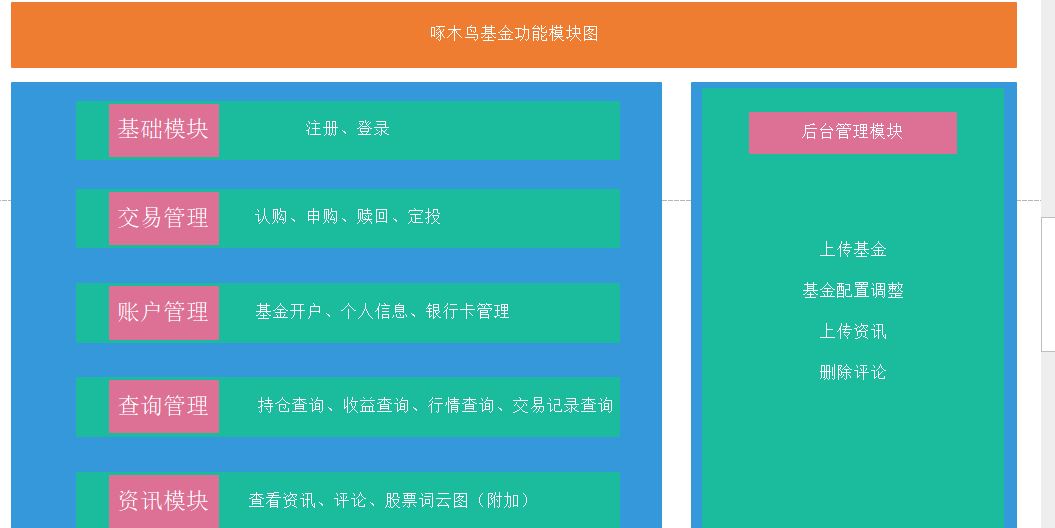 啄木鸟基金功能模块图
基础模块
注册、登录
交易管理
认购、申购、赎回、定投
账户管理
基金开户、个人信息、银行卡管理
查询管理
持仓查询、收益查询、行情查询、交易记录查询
资讯模块
查看资讯、评论、股票词云图（附加）
后台管理模块
上传基金
基金配置调整
上传资讯
删除评论